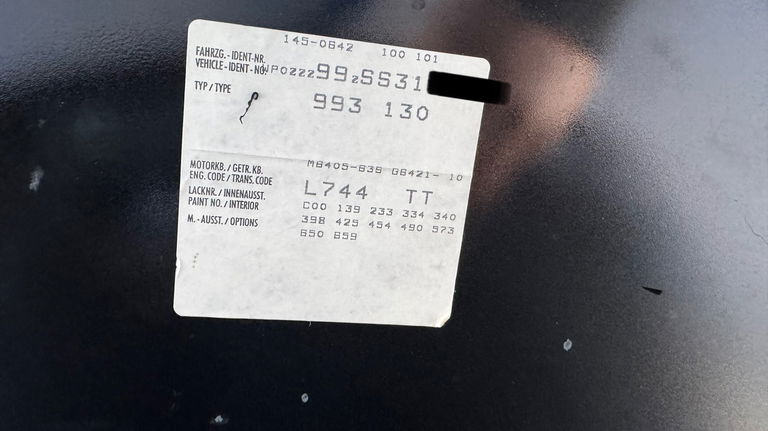 145-0642 100 101
FAHRZG.-IDENT-NR.
VEHICLE-IDENT-NO. WP0ZZZ99ZSS31
TYP/TYPE
993 130
MOTORKB./GETR.KB. M6405-636 G6421- 10
ENG.CODE/TRANS.CODE
LACKNR./INNENAUSST. L744 TT
PAINT NO./INTERIOR
M.-AUSST./OPTIONS C00 139 233 334 340
398 425 454 490 573
650 659